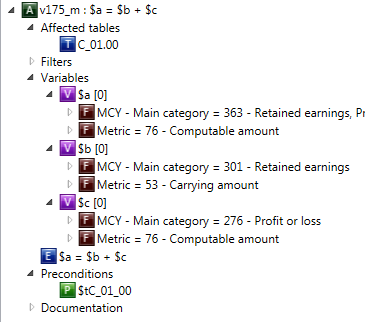 A v175_m : $a = $b + $c
Affected tables
T C_01.00
Filters
Variables
V $a [0]
F MCY - Main category = 363 - Retained earnings, Pr
F Metric = 76 - Computable amount
V $b [0]
F MCY - Main category = 301 - Retained earnings
F Metric = 53 - Carrying amount
V $c [0]
F MCY - Main category = 276 - Profit or loss
F Metric = 76 - Computable amount
E $a = $b + $c
Preconditions
P $tC_01_00
Documentation